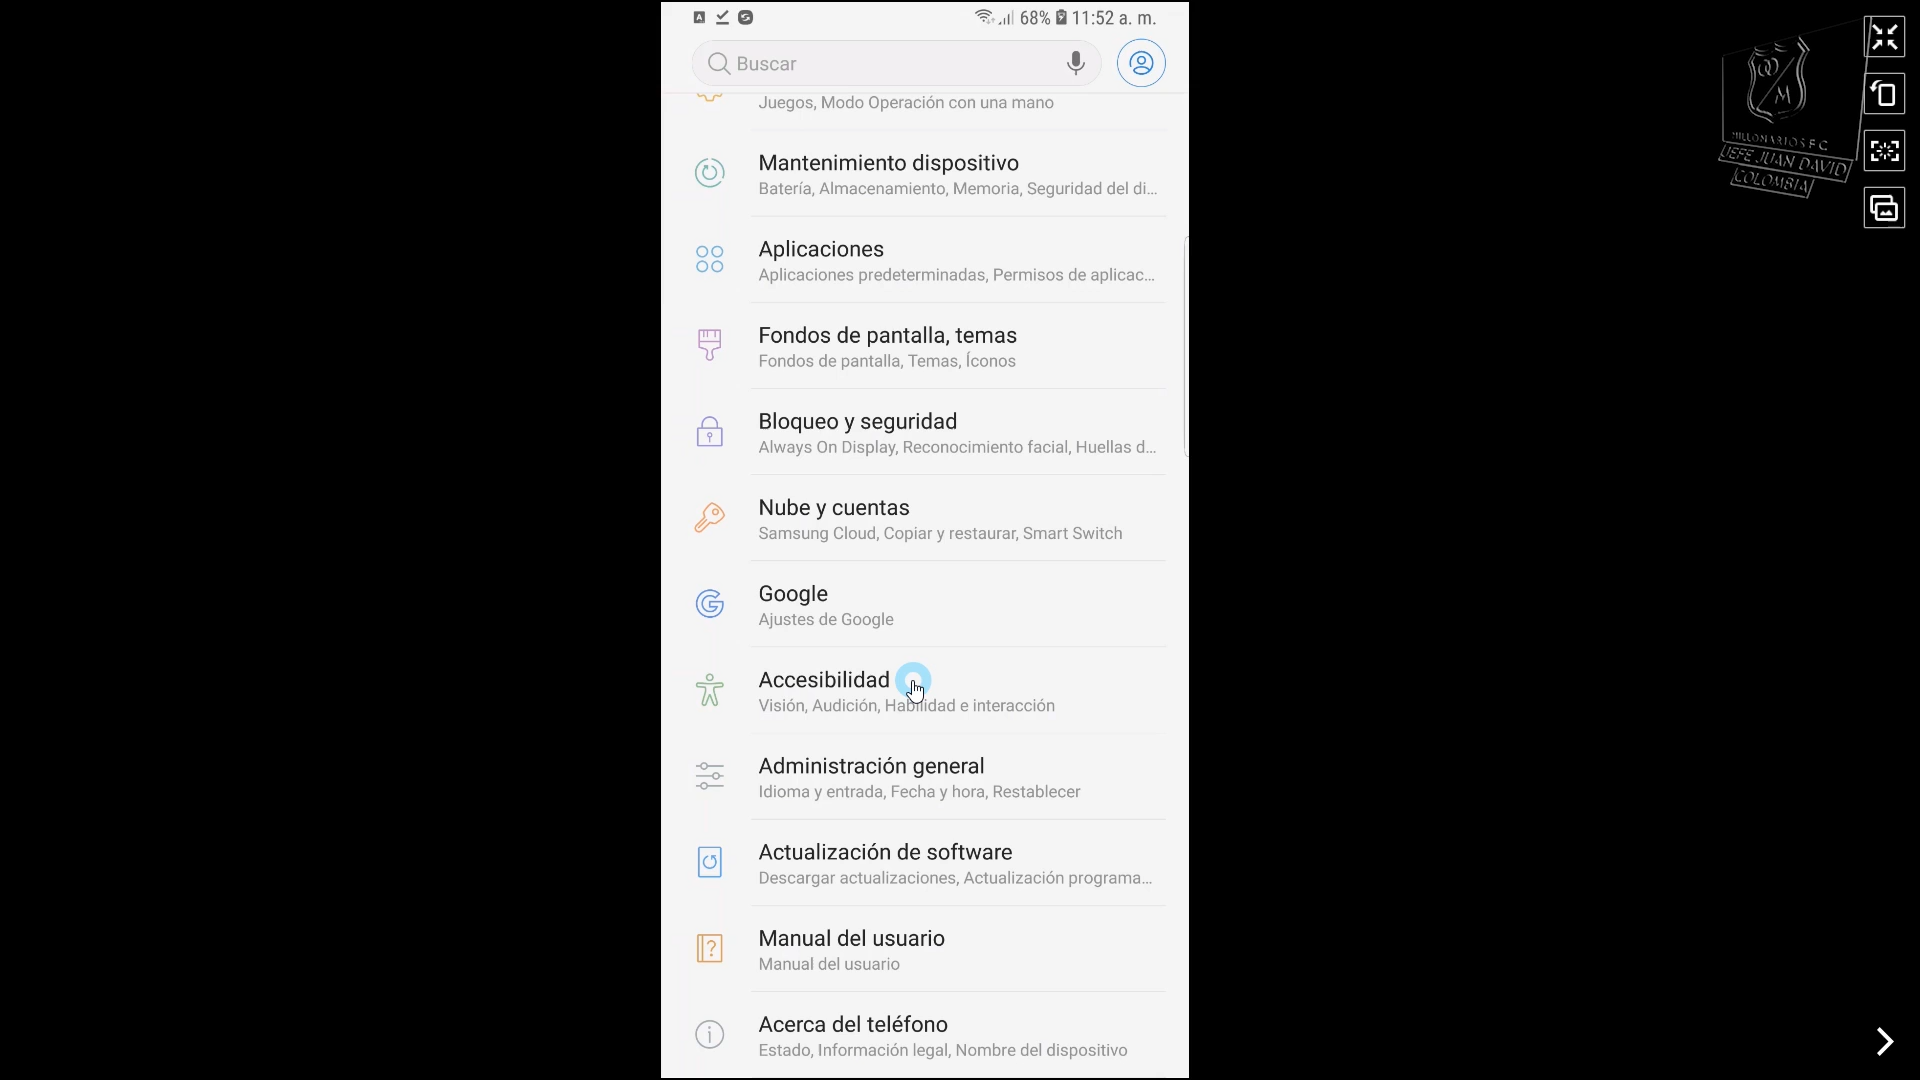 68% 11:52 a. m.
Buscar
Juegos, Modo Operación con una mano
Mantenimiento dispositivo
Batería, Almacenamiento, Memoria, Seguridad del di...
Aplicaciones
Aplicaciones predeterminadas, Permisos de aplicac...
Fondos de pantalla, temas
Fondos de pantalla, Temas, Íconos
Bloqueo y seguridad
Always On Display, Reconocimiento facial, Huellas d...
Nube y cuentas
Samsung Cloud, Copiar y restaurar, Smart Switch
Google
Ajustes de Google
Accesibilidad
Visión, Audición, Habilidad e interacción
Administración general
Idioma y entrada, Fecha y hora, Restablecer
Actualización de software
Descargar actualizaciones, Actualización programa...
Manual del usuario
Manual del usuario
Acerca del teléfono
Estado, Información legal, Nombre del dispositivo
MILLONARIOS F.C
JEFE JUAN DAVID
COLOMBIA